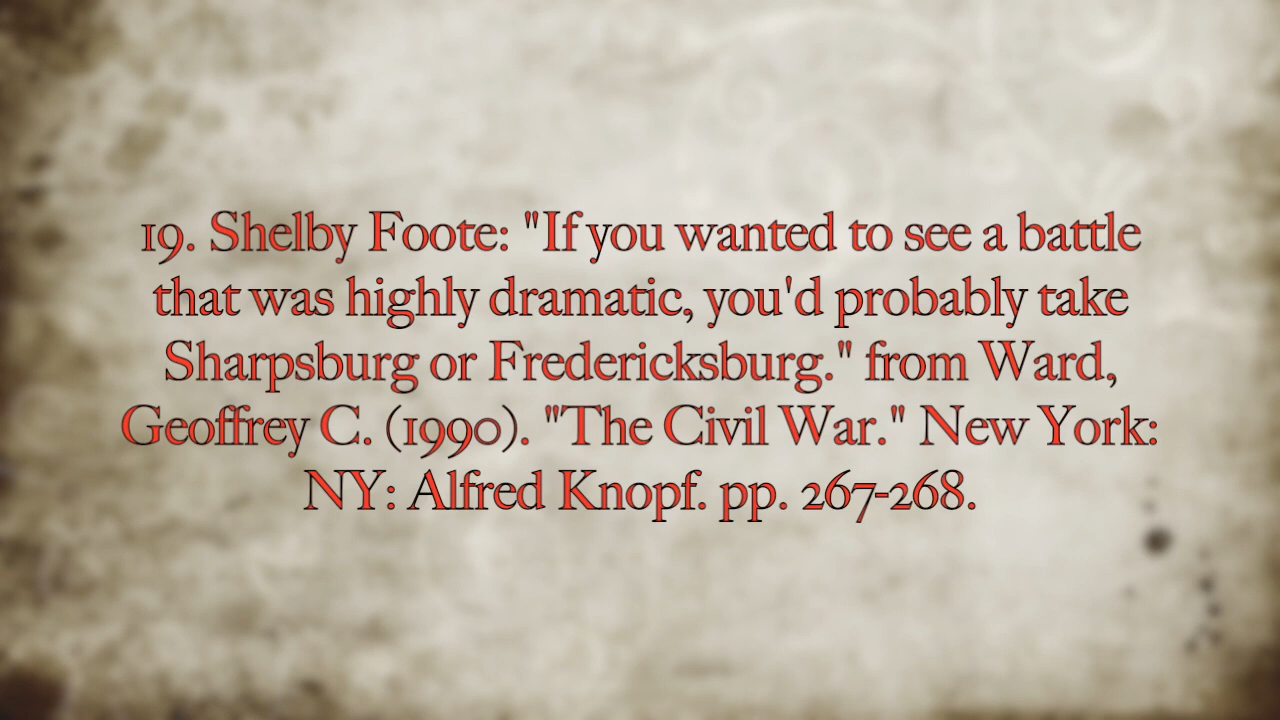 19. Shelby Foote: "If you wanted to see a battle
that was highly dramatic, you'd probably take
Sharpsburg or Fredericksburg." from Ward,
Geoffrey C. (1990). "The Civil War." New York:
NY: Alfred Knopf. pp. 267-268.